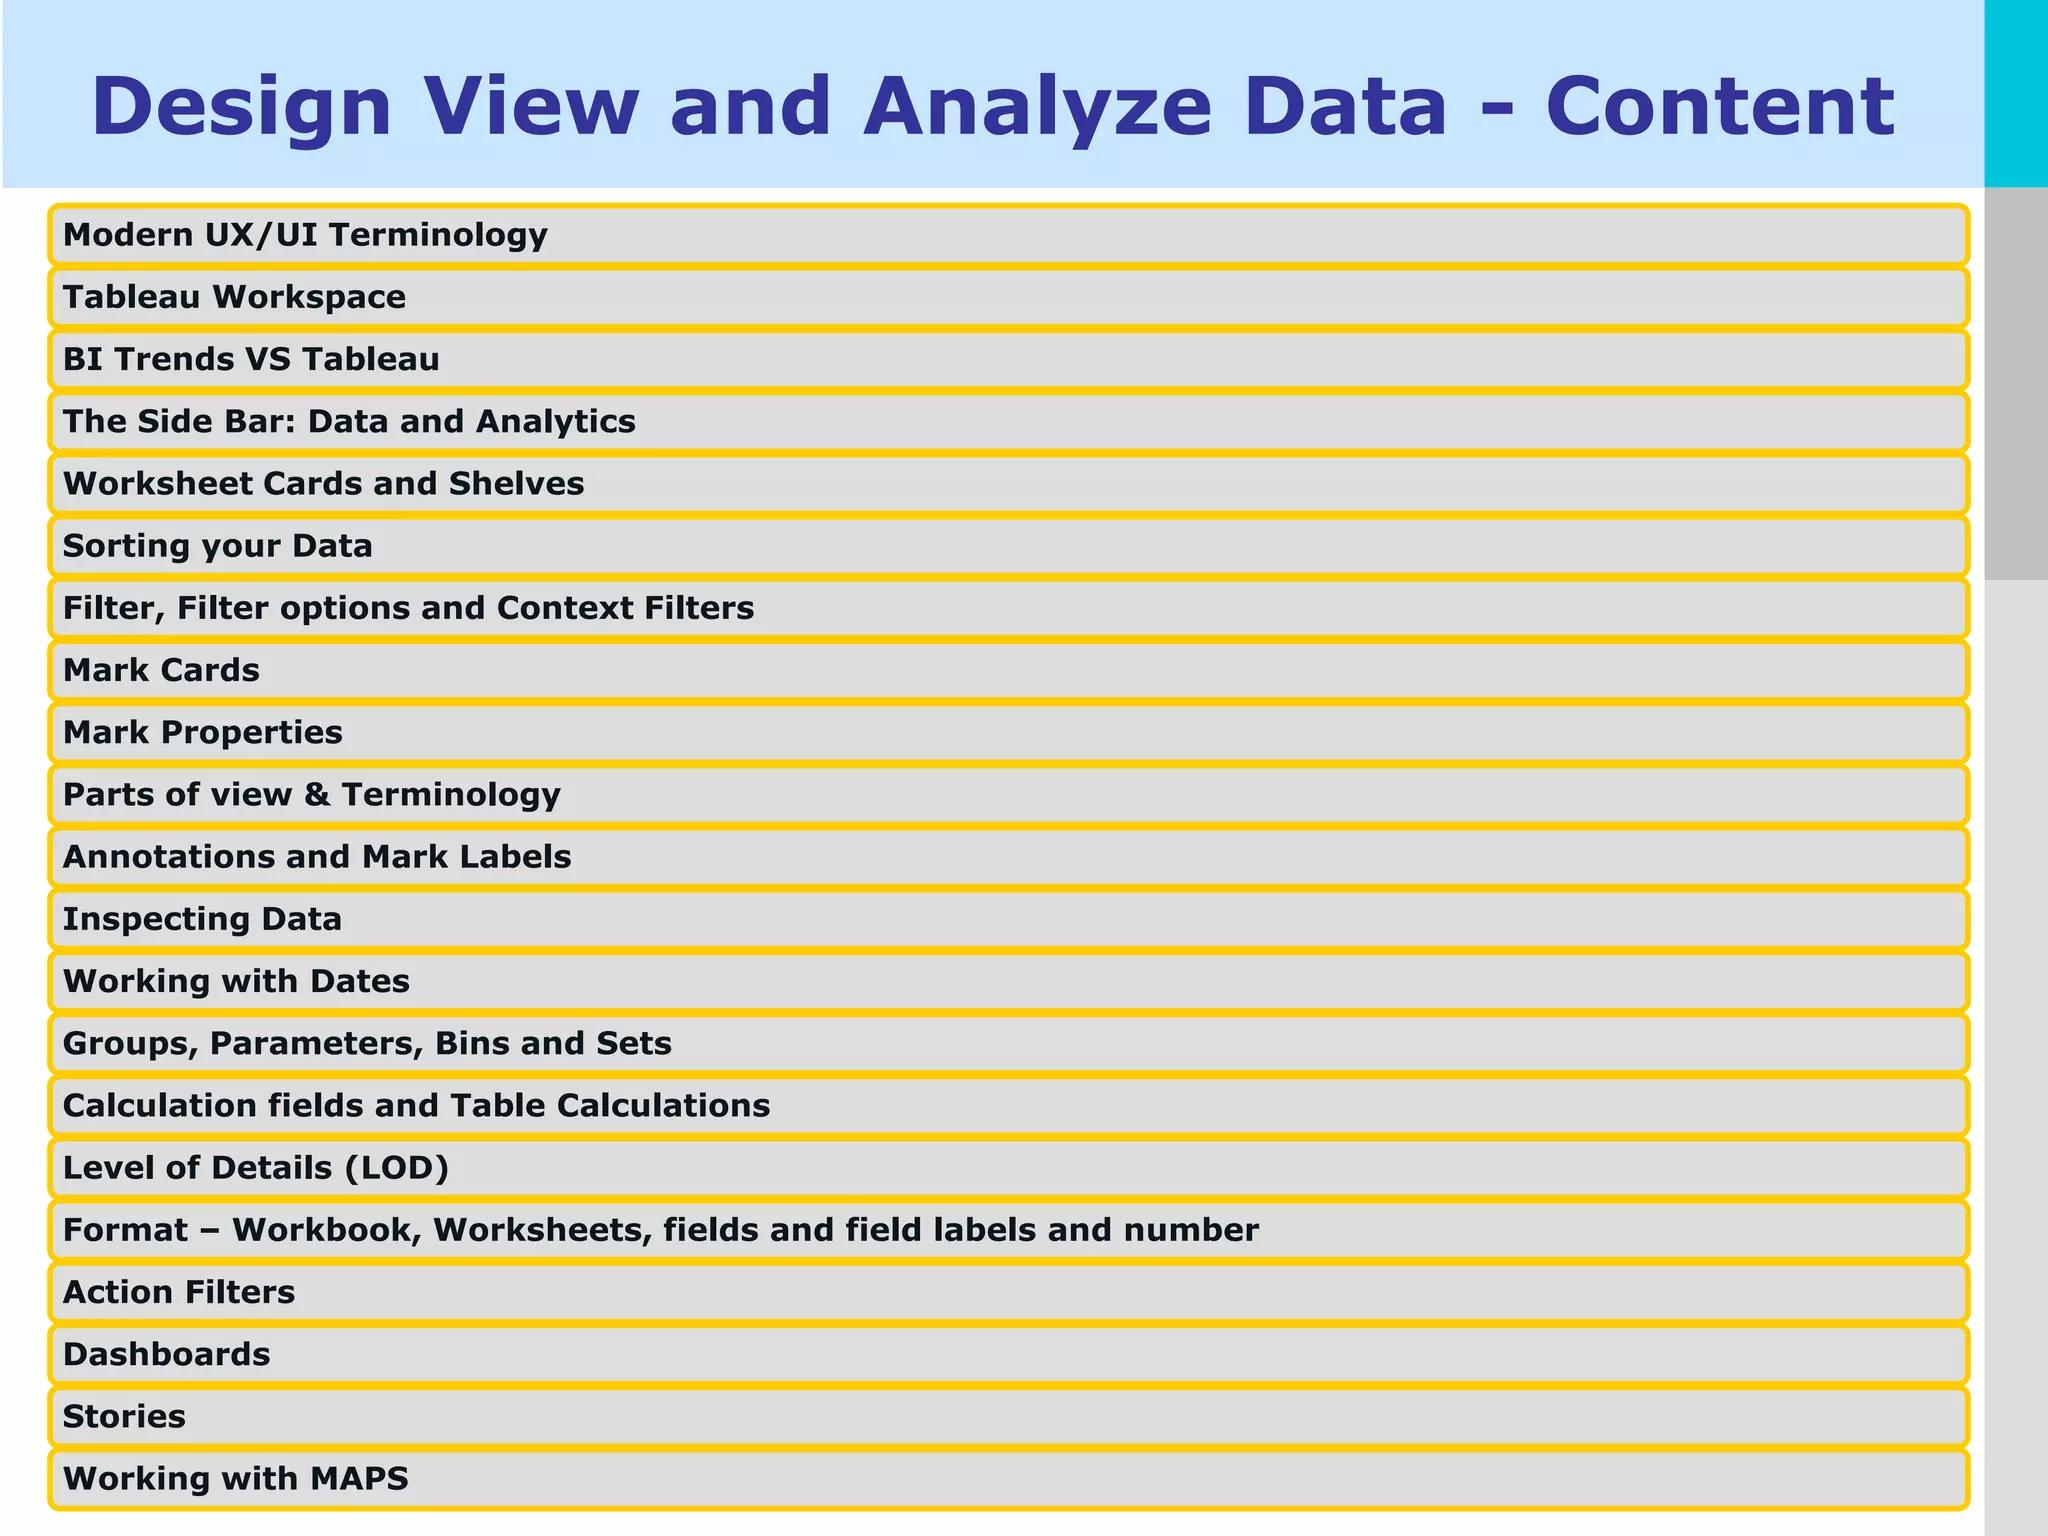 Design View and Analyze Data - Content
Modern UX/UI Terminology
Tableau Workspace
BI Trends VS Tableau
The Side Bar: Data and Analytics
Worksheet Cards and Shelves
Sorting your Data
Filter, Filter options and Context Filters
Mark Cards
Mark Properties
Parts of view & Terminology
Annotations and Mark Labels
Inspecting Data
Working with Dates
Groups, Parameters, Bins and Sets
Calculation fields and Table Calculations
Level of Details (LOD)
Format – Workbook, Worksheets, fields and field labels and number
Action Filters
Dashboards
Stories
Working with MAPS